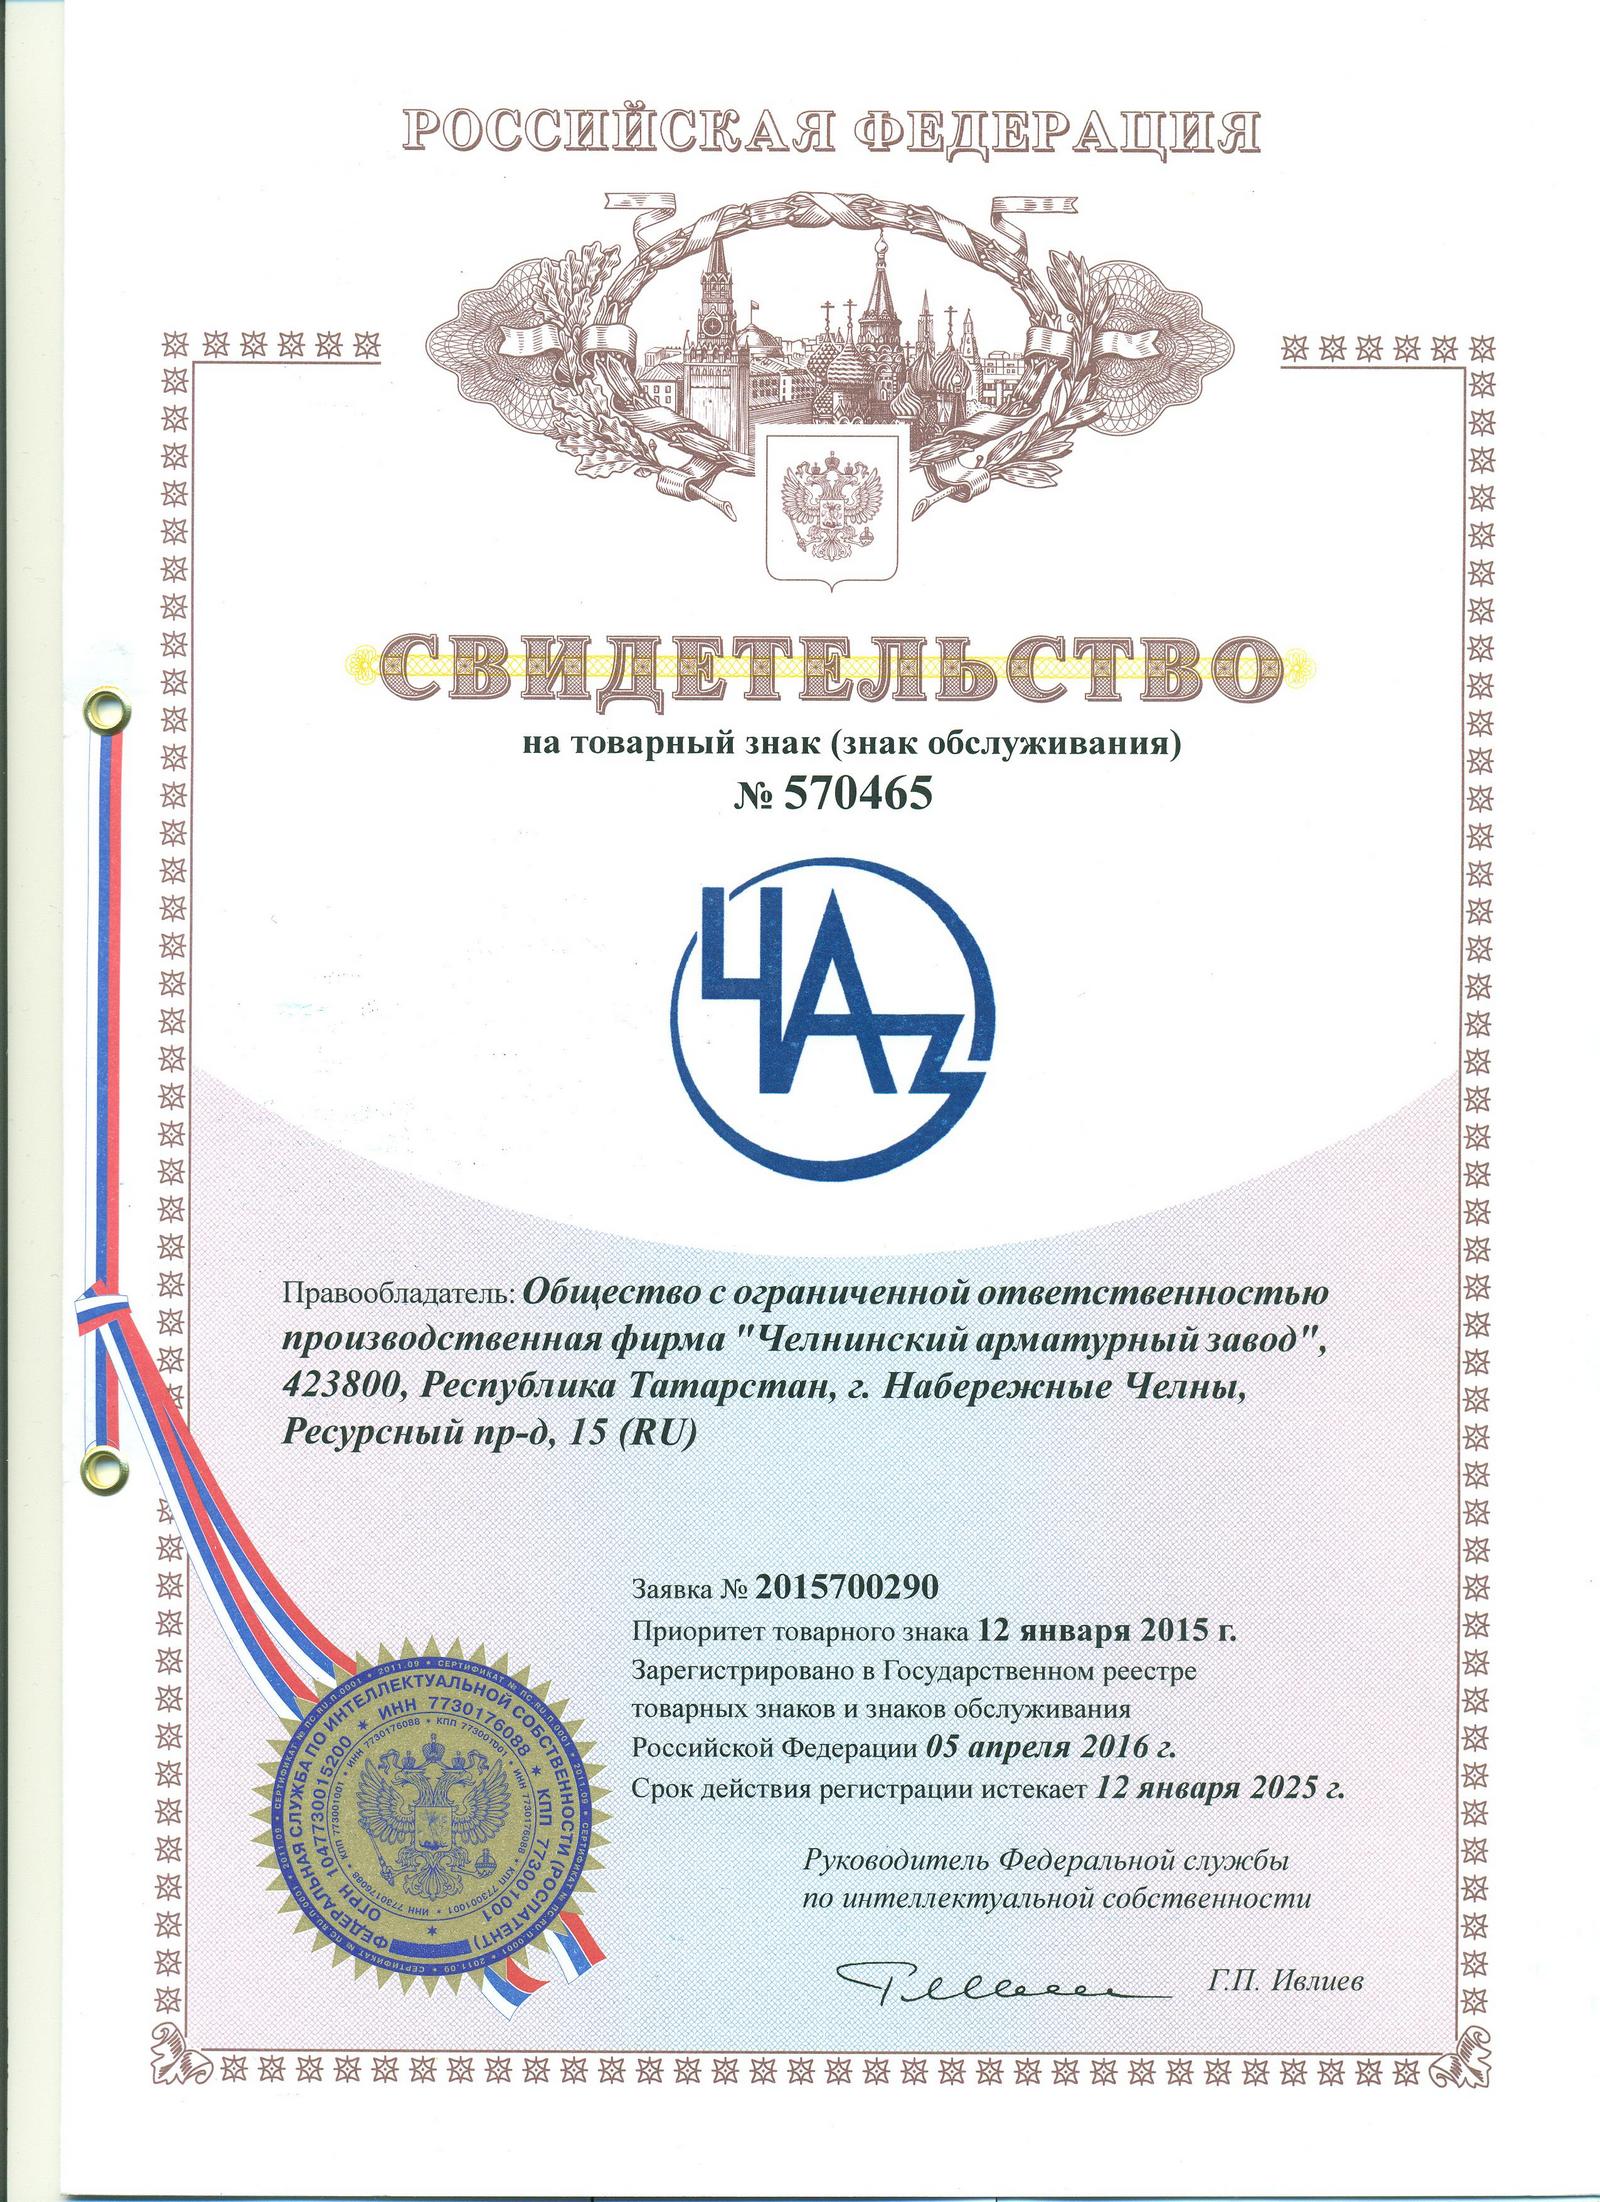 РОССИЙСКАЯ ФЕДЕРАЦИЯ
СВИДЕТЕЛЬСТВО
на товарный знак (знак обслуживания)
№ 570465
ЧАЗ
Правообладатель: Общество с ограниченной ответственностью
производственная фирма "Челнинский арматурный завод",
423800, Республика Татарстан, г. Набережные Челны,
Ресурсный пр-д, 15 (RU)
Заявка № 2015700290
Приоритет товарного знака 12 января 2015 г.
Зарегистрировано в Государственном реестре
товарных знаков и знаков обслуживания
Российской Федерации 05 апреля 2016 г.
Срок действия регистрации истекает 12 января 2025 г.
Руководитель Федеральной службы
по интеллектуальной собственности
Г.П. Ивлиев
ФЕДЕРАЛЬНАЯ СЛУЖБА ПО ИНТЕЛЛЕКТУАЛЬНОЙ СОБСТВЕННОСТИ (РОСПАТЕНТ)
ОГРН 1047730015200 * ИНН 7730176088 * КПП 773001001 *
ИНН 7730176088 * КПП 773001001
СЕРТИФИКАТ № ПС.RU.П.0001 * 2011.09